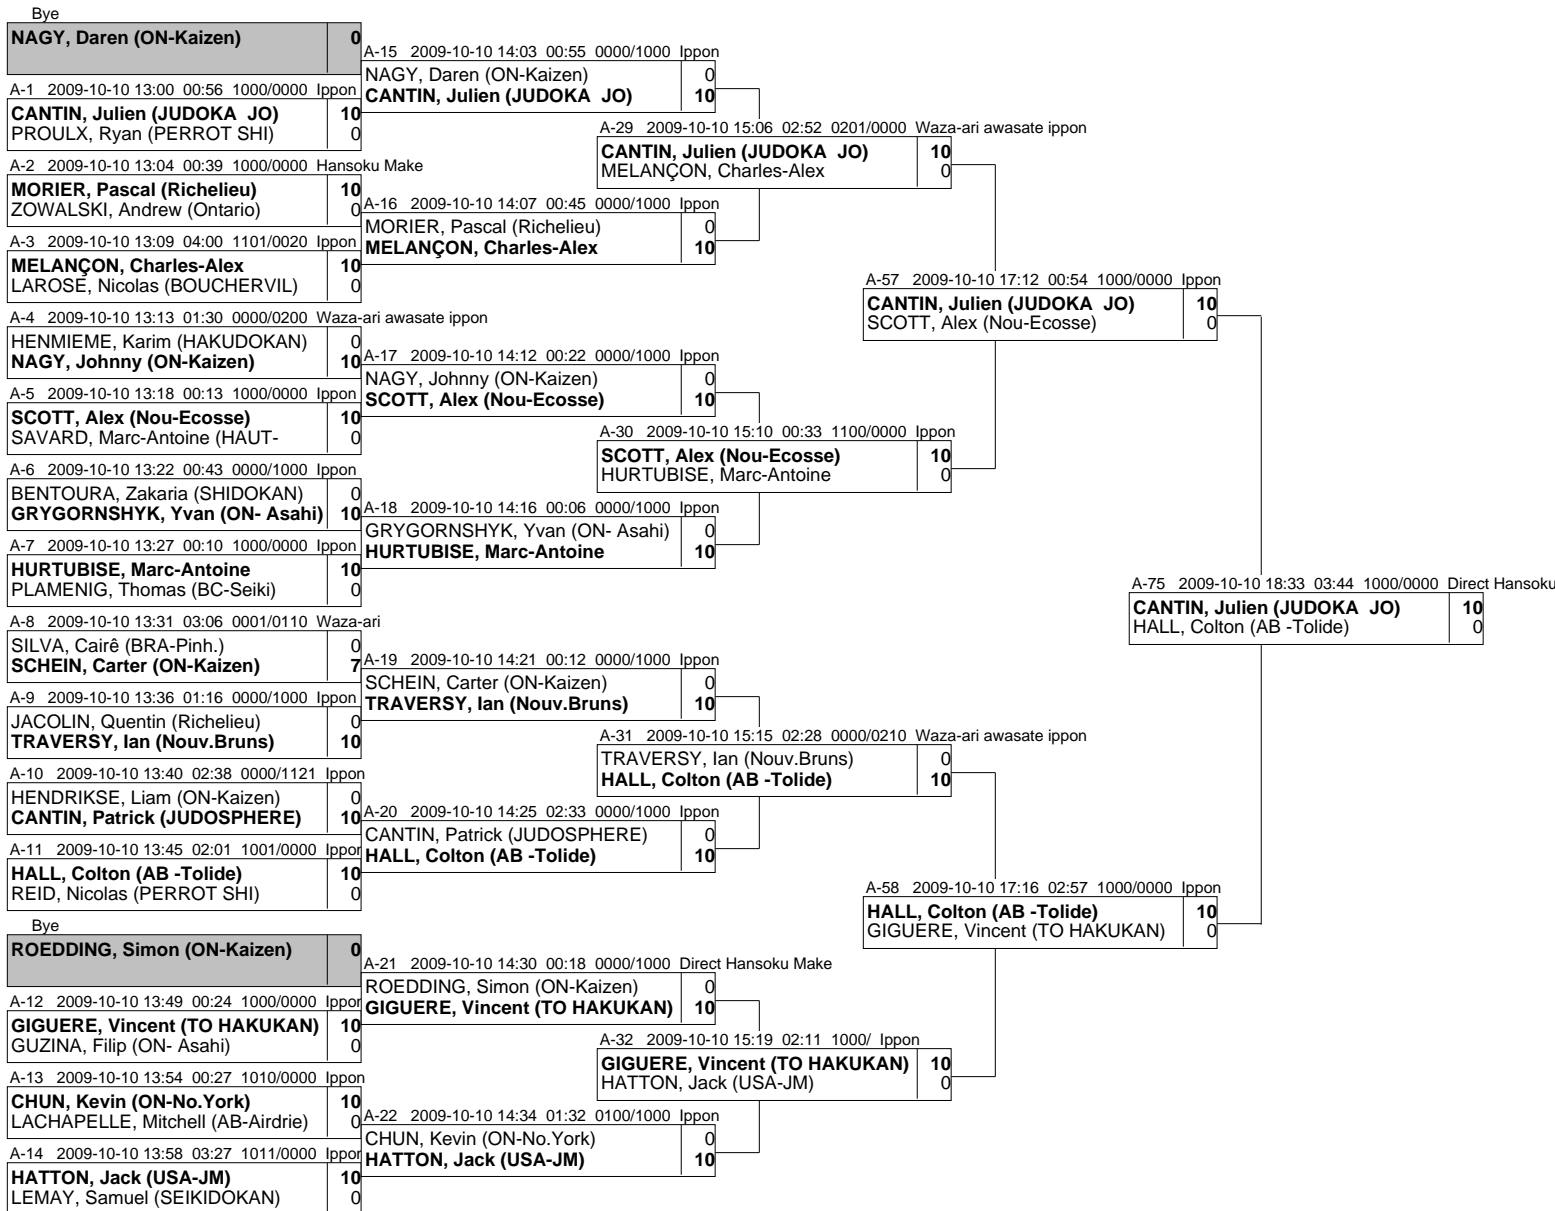 Bye
NAGY, Daren (ON-Kaizen) 0
A-1 2009-10-10 13:00 00:56 1000/0000 Ippon
CANTIN, Julien (JUDOKA JO) 10
PROULX, Ryan (PERROT SHI) 0
A-2 2009-10-10 13:04 00:39 1000/0000 Hansoku Make
MORIER, Pascal (Richelieu) 10
ZOWALSKI, Andrew (Ontario) 0
A-3 2009-10-10 13:09 04:00 1101/0020 Ippon
MELANÇON, Charles-Alex 10
LAROSE, Nicolas (BOUCHERVIL) 0
A-4 2009-10-10 13:13 01:30 0000/0200 Waza-ari awasate ippon
HENMIEME, Karim (HAKUDOKAN) 0
NAGY, Johnny (ON-Kaizen) 10
A-5 2009-10-10 13:18 00:13 1000/0000 Ippon
SCOTT, Alex (Nou-Ecosse) 10
SAVARD, Marc-Antoine (HAUT- 0
A-6 2009-10-10 13:22 00:43 0000/1000 Ippon
BENTOURA, Zakaria (SHIDOKAN) 0
GRYGORNSHYK, Yvan (ON- Asahi) 10
A-7 2009-10-10 13:27 00:10 1000/0000 Ippon
HURTUBISE, Marc-Antoine 10
PLAMENIG, Thomas (BC-Seiki) 0
A-8 2009-10-10 13:31 03:06 0001/0110 Waza-ari
SILVA, Cairê (BRA-Pinh.) 0
SCHEIN, Carter (ON-Kaizen) 7
A-9 2009-10-10 13:36 01:16 0000/1000 Ippon
JACOLIN, Quentin (Richelieu) 0
TRAVERSY, Ian (Nouv.Bruns) 10
A-10 2009-10-10 13:40 02:38 0000/1121 Ippon
HENDRIKSE, Liam (ON-Kaizen) 0
CANTIN, Patrick (JUDOSPHERE) 10
A-11 2009-10-10 13:45 02:01 1001/0000 Ippon
HALL, Colton (AB -Tolide) 10
REID, Nicolas (PERROT SHI) 0
Bye
ROEDDING, Simon (ON-Kaizen) 0
A-12 2009-10-10 13:49 00:24 1000/0000 Ippon
GIGUERE, Vincent (TO HAKUKAN) 10
GUZINA, Filip (ON- Asahi) 0
A-13 2009-10-10 13:54 00:27 1010/0000 Ippon
CHUN, Kevin (ON-No.York) 10
LACHAPELLE, Mitchell (AB-Airdrie) 0
A-14 2009-10-10 13:58 03:27 1011/0000 Ippon
HATTON, Jack (USA-JM) 10
LEMAY, Samuel (SEIKIDOKAN) 0
A-15 2009-10-10 14:03 00:55 0000/1000 Ippon
NAGY, Daren (ON-Kaizen) 0
CANTIN, Julien (JUDOKA JO) 10
A-16 2009-10-10 14:07 00:45 0000/1000 Ippon
MORIER, Pascal (Richelieu) 0
MELANÇON, Charles-Alex 10
A-17 2009-10-10 14:12 00:22 0000/1000 Ippon
NAGY, Johnny (ON-Kaizen) 0
SCOTT, Alex (Nou-Ecosse) 10
A-18 2009-10-10 14:16 00:06 0000/1000 Ippon
GRYGORNSHYK, Yvan (ON- Asahi) 0
HURTUBISE, Marc-Antoine 10
A-19 2009-10-10 14:21 00:12 0000/1000 Ippon
SCHEIN, Carter (ON-Kaizen) 0
TRAVERSY, Ian (Nouv.Bruns) 10
A-20 2009-10-10 14:25 02:33 0000/1000 Ippon
CANTIN, Patrick (JUDOSPHERE) 0
HALL, Colton (AB -Tolide) 10
A-21 2009-10-10 14:30 00:18 0000/1000 Direct Hansoku Make
ROEDDING, Simon (ON-Kaizen) 0
GIGUERE, Vincent (TO HAKUKAN) 10
A-22 2009-10-10 14:34 01:32 0100/1000 Ippon
CHUN, Kevin (ON-No.York) 0
HATTON, Jack (USA-JM) 10
A-29 2009-10-10 15:06 02:52 0201/0000 Waza-ari awasate ippon
CANTIN, Julien (JUDOKA JO) 10
MELANÇON, Charles-Alex 0
A-30 2009-10-10 15:10 00:33 1100/0000 Ippon
SCOTT, Alex (Nou-Ecosse) 10
HURTUBISE, Marc-Antoine 0
A-31 2009-10-10 15:15 02:28 0000/0210 Waza-ari awasate ippon
TRAVERSY, Ian (Nouv.Bruns) 0
HALL, Colton (AB -Tolide) 10
A-32 2009-10-10 15:19 02:11 1000/ Ippon
GIGUERE, Vincent (TO HAKUKAN) 10
HATTON, Jack (USA-JM) 0
A-57 2009-10-10 17:12 00:54 1000/0000 Ippon
CANTIN, Julien (JUDOKA JO) 10
SCOTT, Alex (Nou-Ecosse) 0
A-58 2009-10-10 17:16 02:57 1000/0000 Ippon
HALL, Colton (AB -Tolide) 10
GIGUERE, Vincent (TO HAKUKAN) 0
A-75 2009-10-10 18:33 03:44 1000/0000 Direct Hansoku
CANTIN, Julien (JUDOKA JO) 10
HALL, Colton (AB -Tolide) 0